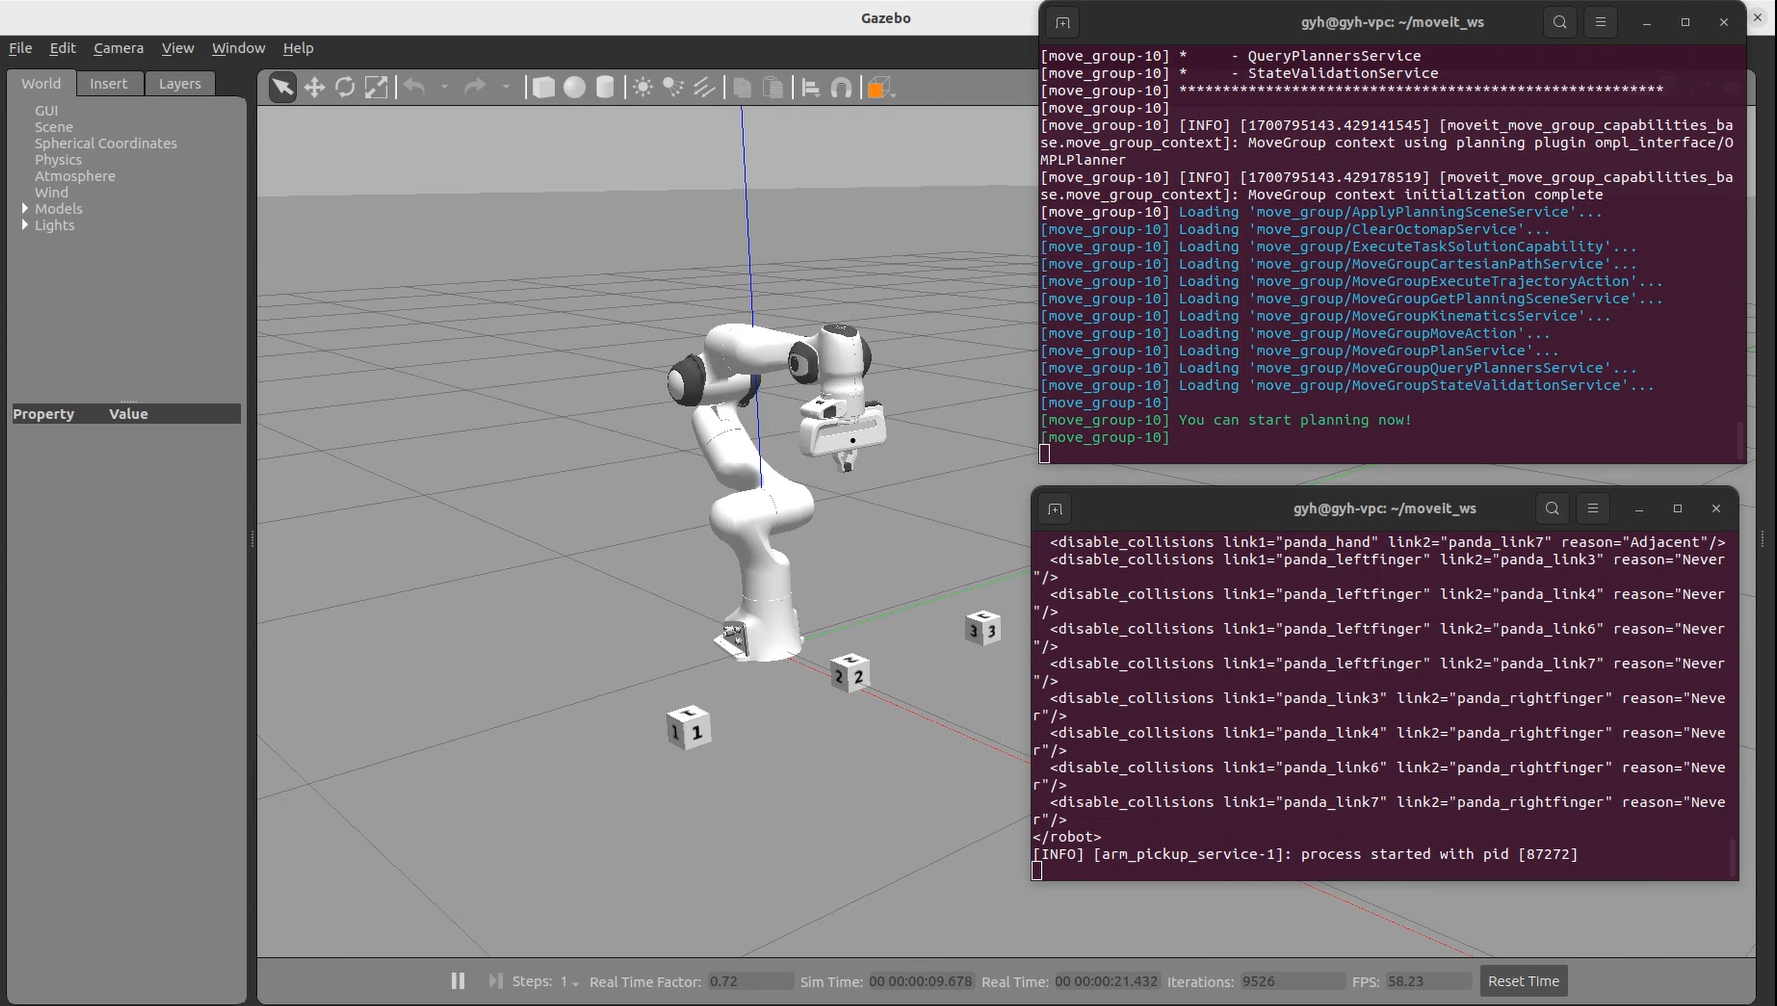 Gazebo
File Edit Camera View Window Help
World Insert Layers
GUI
Scene
Spherical Coordinates
Physics
Atmosphere
Wind
Models
Lights
Property Value
1 1
2 2 2
3 3
gyh@gyh-vpc: ~/moveit_ws
[move_group-10] *     - QueryPlannersService
[move_group-10] *     - StateValidationService
[move_group-10] ********************************************************
[move_group-10]
[move_group-10] [INFO] [1700795143.429141545] [moveit_move_group_capabilities_ba
se.move_group_context]: MoveGroup context using planning plugin ompl_interface/O
MPLPlanner
[move_group-10] [INFO] [1700795143.429178519] [moveit_move_group_capabilities_ba
se.move_group_context]: MoveGroup context initialization complete
[move_group-10] Loading 'move_group/ApplyPlanningSceneService'...
[move_group-10] Loading 'move_group/ClearOctomapService'...
[move_group-10] Loading 'move_group/ExecuteTaskSolutionCapability'...
[move_group-10] Loading 'move_group/MoveGroupCartesianPathService'...
[move_group-10] Loading 'move_group/MoveGroupExecuteTrajectoryAction'...
[move_group-10] Loading 'move_group/MoveGroupGetPlanningSceneService'...
[move_group-10] Loading 'move_group/MoveGroupKinematicsService'...
[move_group-10] Loading 'move_group/MoveGroupMoveAction'...
[move_group-10] Loading 'move_group/MoveGroupPlanService'...
[move_group-10] Loading 'move_group/MoveGroupQueryPlannersService'...
[move_group-10] Loading 'move_group/MoveGroupStateValidationService'...
[move_group-10]
[move_group-10] You can start planning now!
[move_group-10]
gyh@gyh-vpc: ~/moveit_ws
<disable_collisions link1="panda_hand" link2="panda_link7" reason="Adjacent"/>
<disable_collisions link1="panda_leftfinger" link2="panda_link3" reason="Never
"/>
<disable_collisions link1="panda_leftfinger" link2="panda_link4" reason="Never
"/>
<disable_collisions link1="panda_leftfinger" link2="panda_link6" reason="Never
"/>
<disable_collisions link1="panda_leftfinger" link2="panda_link7" reason="Never
"/>
<disable_collisions link1="panda_link3" link2="panda_rightfinger" reason="Neve
r"/>
<disable_collisions link1="panda_link4" link2="panda_rightfinger" reason="Neve
r"/>
<disable_collisions link1="panda_link6" link2="panda_rightfinger" reason="Neve
r"/>
<disable_collisions link1="panda_link7" link2="panda_rightfinger" reason="Neve
r"/>
</robot>
[INFO] [arm_pickup_service-1]: process started with pid [87272]
Steps: 1 Real Time Factor: 0.72 Sim Time: 00 00:00:09.678 Real Time: 00 00:00:21.432 Iterations: 9526 FPS: 58.23 Reset Time